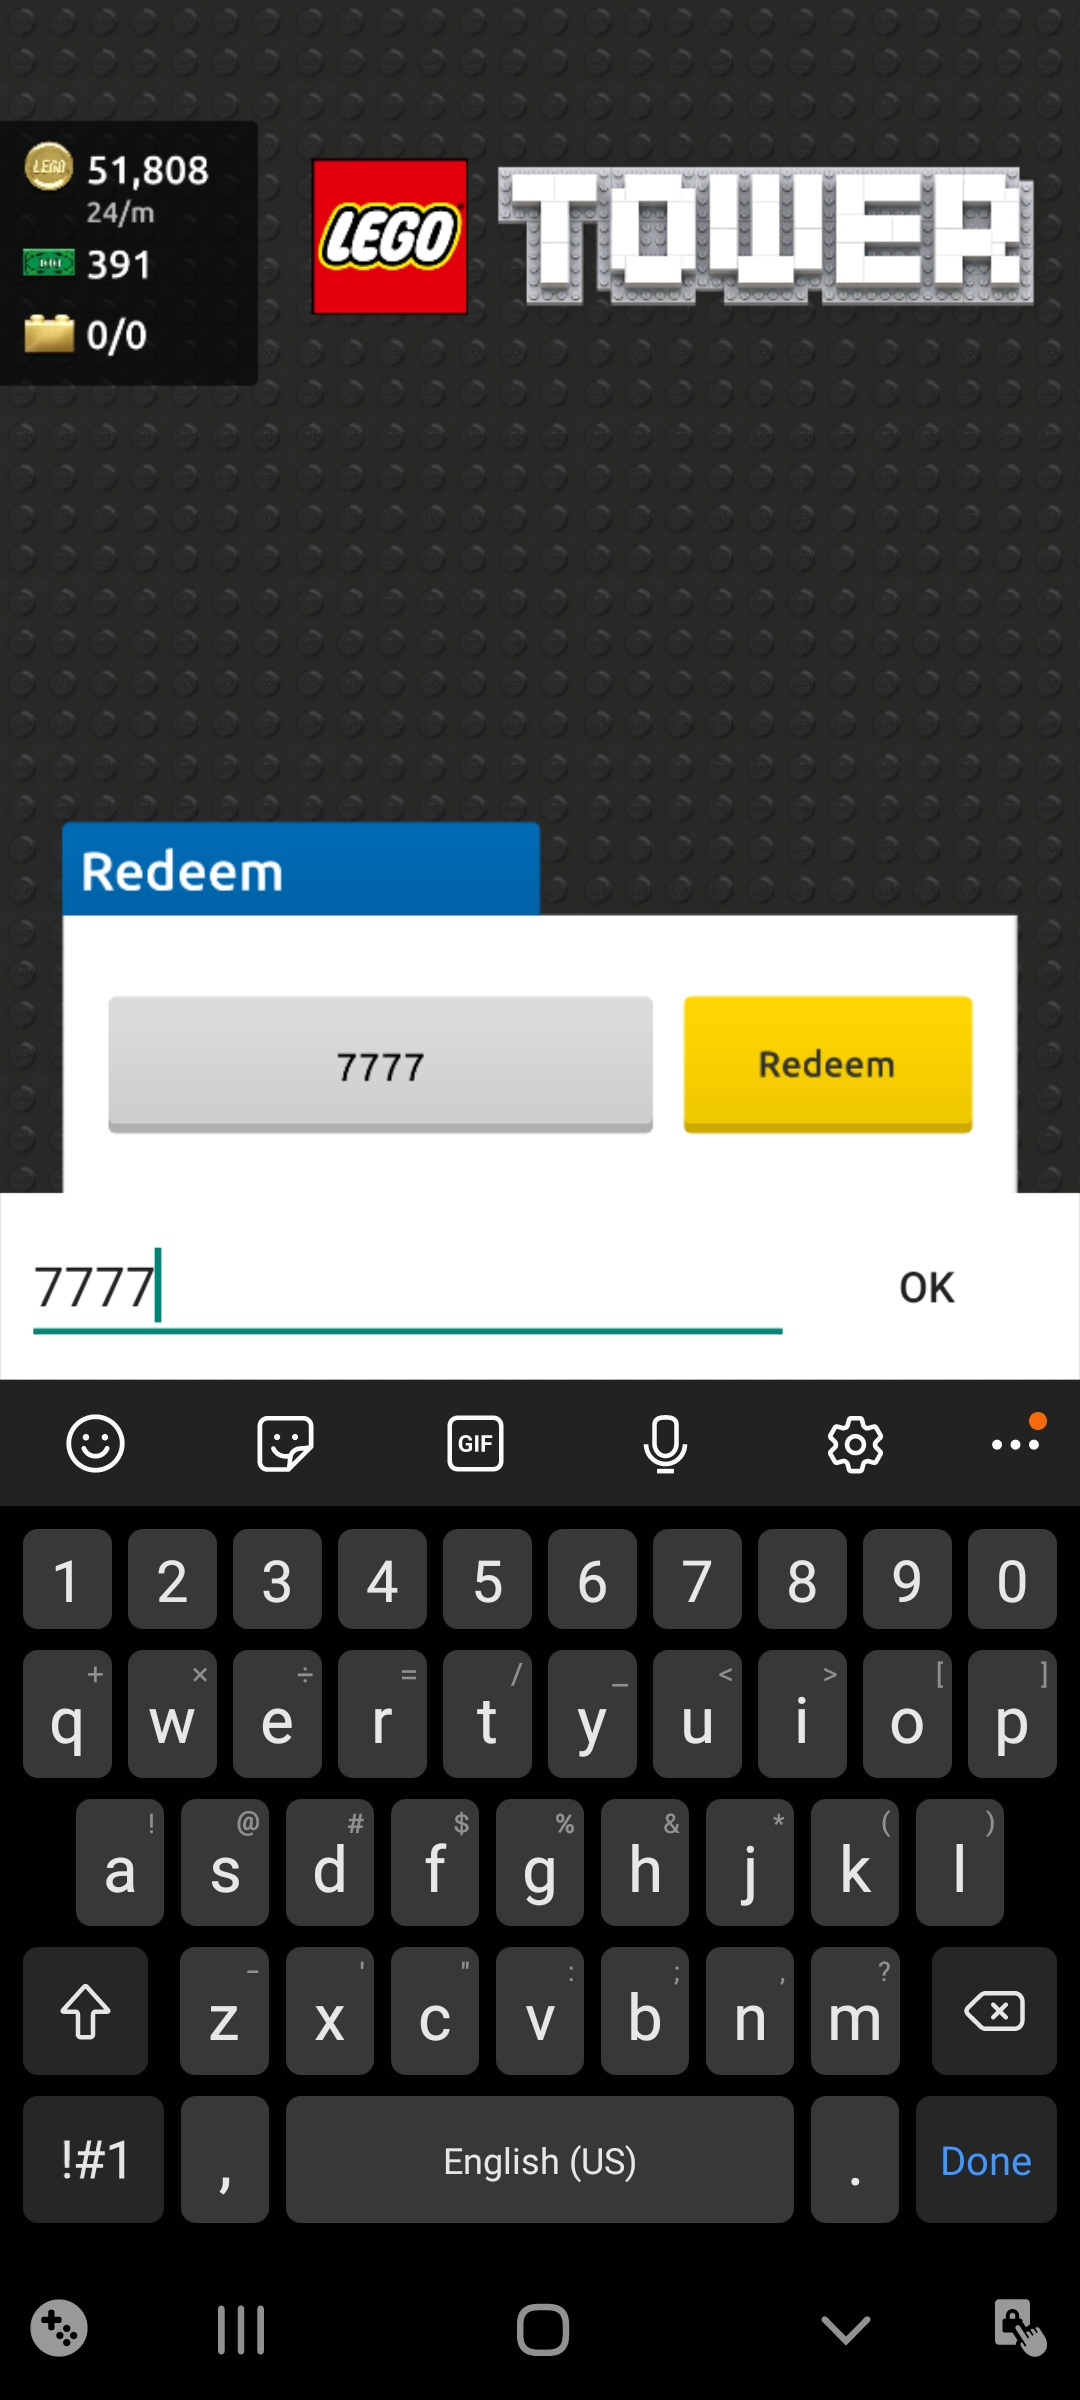 51,808
24/m
391
0/0
LEGO
TOWER
Redeem
7777
Redeem
7777
OK
GIF
1 2 3 4 5 6 7 8 9 0
+ × ÷ = / _ < > [ ]
q w e r t y u i o p
! @ # $ % & * ( )
a s d f g h j k l
- ' " : ; , ?
z x c v b n m
!#1 , English (US) . Done